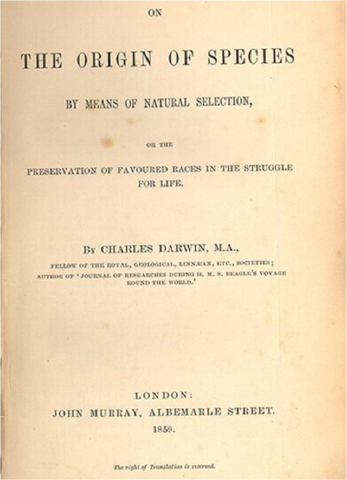 ON
THE ORIGIN OF SPECIES
BY MEANS OF NATURAL SELECTION,
OR THE
PRESERVATION OF FAVOURED RACES IN THE STRUGGLE
FOR LIFE.
BY CHARLES DARWIN, M.A.,
FELLOW OF THE ROYAL, GEOLOGICAL, LINNÆAN, ETC., SOCIETIES;
AUTHOR OF 'JOURNAL OF RESEARCHES DURING H. M. S. BEAGLE'S VOYAGE
ROUND THE WORLD.'
LONDON:
JOHN MURRAY, ALBEMARLE STREET.
1859.
The right of Translation is reserved.